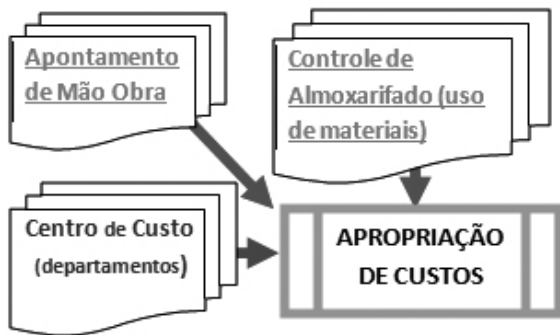 Apontamento
de Mão Obra
Controle de
Almoxarifado (uso
de materiais)
Centro de Custo
(departamentos)
APROPRIAÇÃO
DE CUSTOS